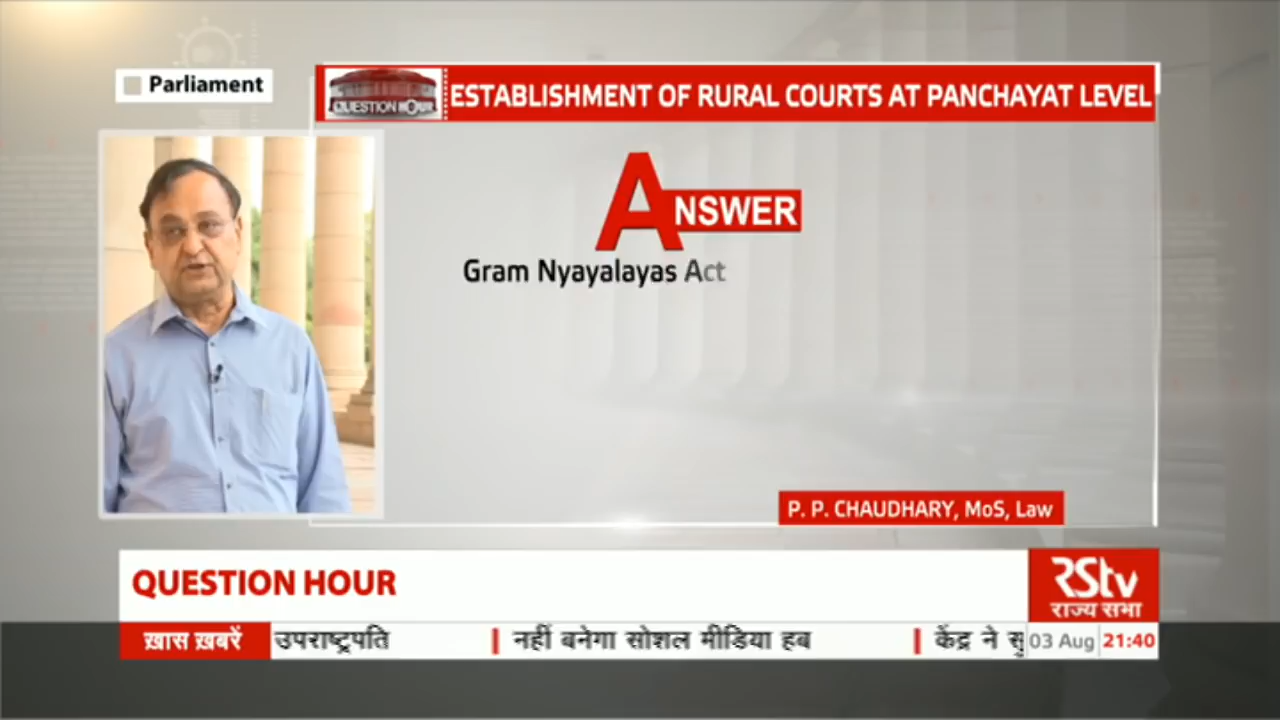 Parliament
QUESTION HOUR
ESTABLISHMENT OF RURAL COURTS AT PANCHAYAT LEVEL
ANSWER
Gram Nyayalayas Act
P. P. CHAUDHARY, MoS, Law
QUESTION HOUR
RStv
राज्य सभा
ख़ास ख़बरें उपराष्ट्रपति | नहीं बनेगा सोशल मीडिया हब | केंद्र ने सु 03 Aug 21:40